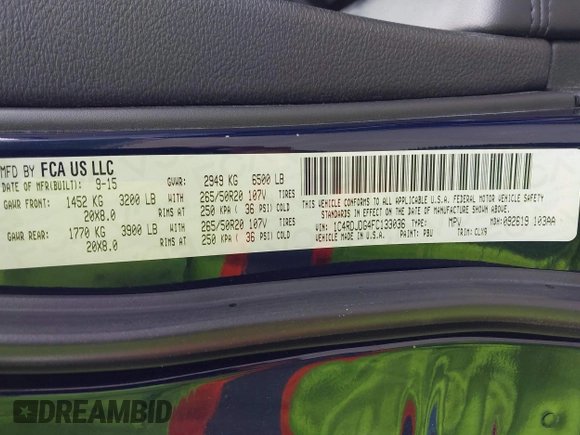 MFD BY FCA US LLC
DATE OF MFR(BUILT): 9-15 GVWR: 2949 KG 6500 LB
GAWR FRONT: 1452 KG 3200 LB 265/50R20 107V TIRES
20X8.0 RIMS AT 250 KPA ( 36 PSI) COLD
GAWR REAR: 1770 KG 3900 LB 265/50R20 107V TIRES
20X8.0 RIMS AT 250 KPA ( 36 PSI) COLD
THIS VEHICLE CONFORMS TO ALL APPLICABLE U.S.A. FEDERAL MOTOR VEHICLE SAFETY
STANDARDS IN EFFECT ON THE DATE OF MANUFACTURE SHOWN ABOVE.
VIN: 1C4RDJDG4FC133036 TYPE: MPV MDH: 092619 103AA
MADE IN U.S.A. PAINT: PBU TRIM: CLX9
DREAMBID